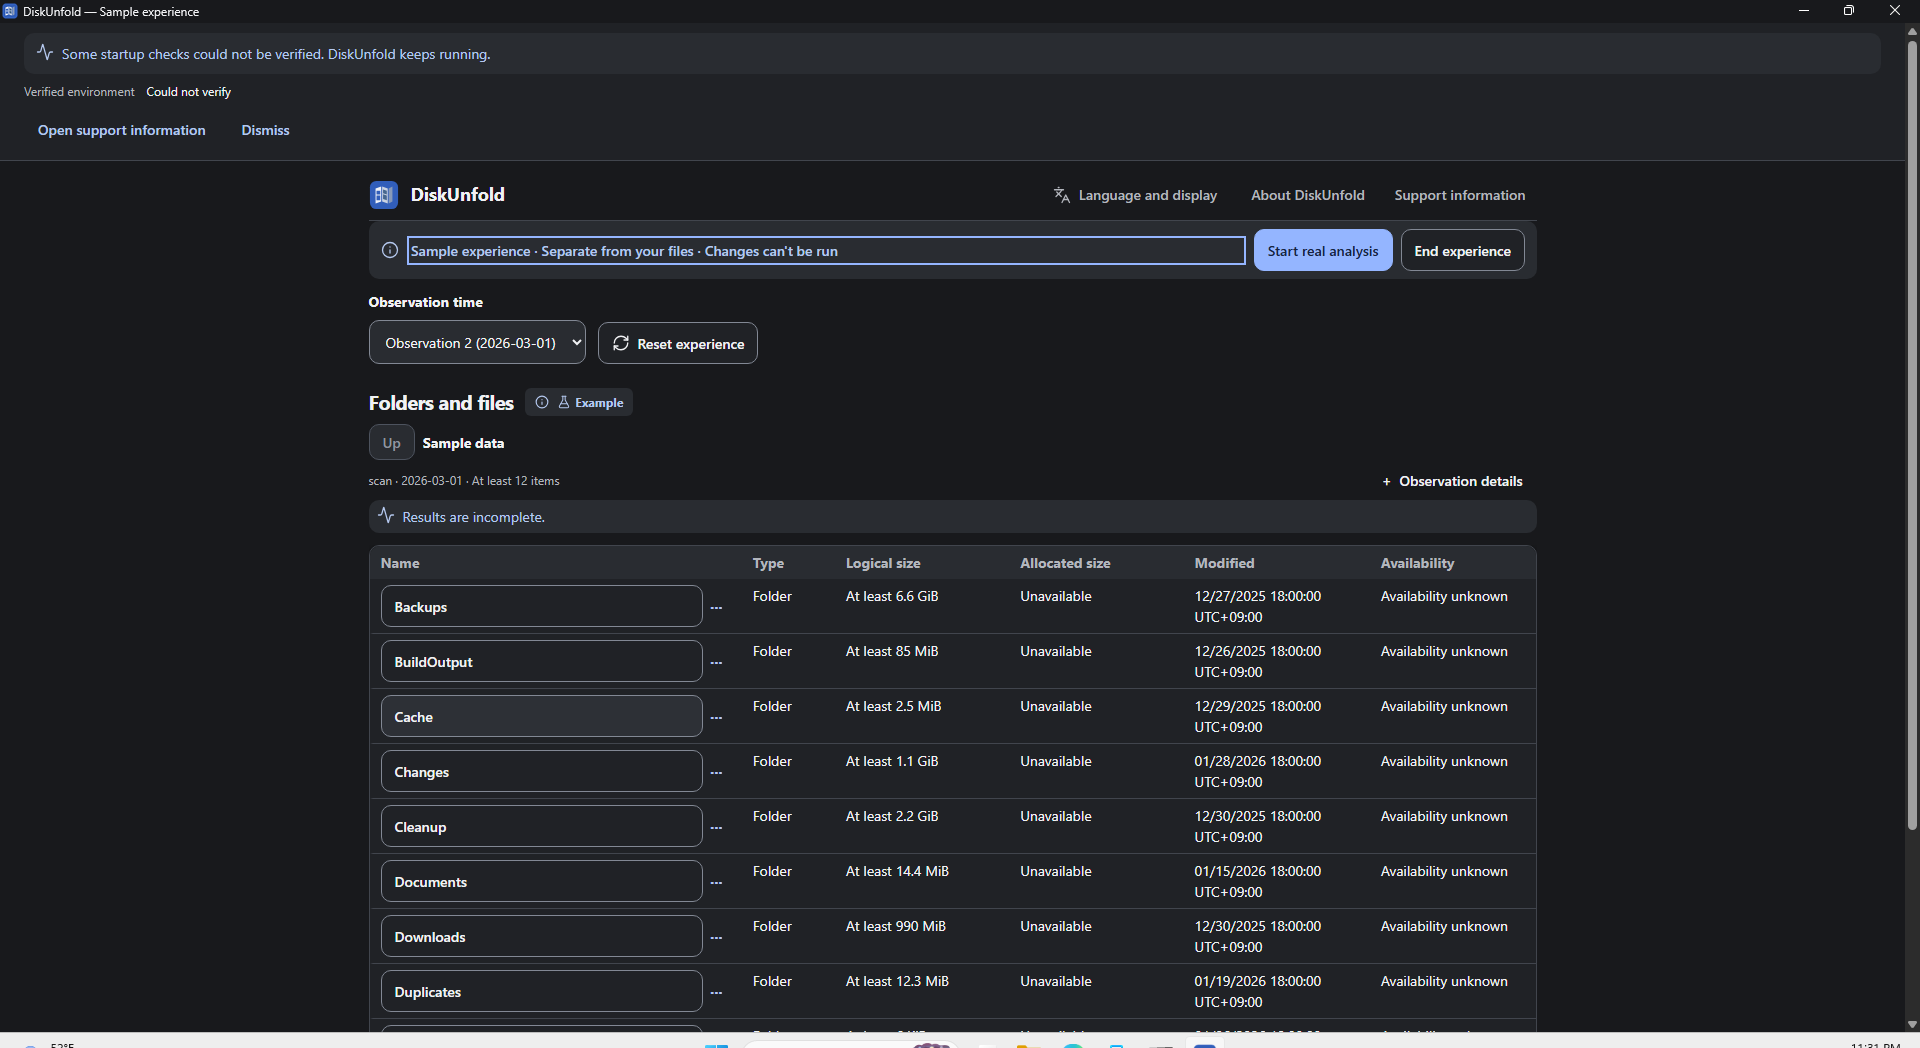 DiskUnfold — Sample experience
Some startup checks could not be verified. DiskUnfold keeps running.
Verified environment Could not verify
Open support information Dismiss
DiskUnfold
Language and display About DiskUnfold Support information
Sample experience · Separate from your files · Changes can't be run
Start real analysis End experience
Observation time
Observation 2 (2026-03-01) Reset experience
Folders and files Example
Up Sample data
scan · 2026-03-01 · At least 12 items
+ Observation details
Results are incomplete.
Name Type Logical size Allocated size Modified Availability
Backups ... Folder At least 6.6 GiB Unavailable 12/27/2025 18:00:00 Availability unknown
UTC+09:00
BuildOutput ... Folder At least 85 MiB Unavailable 12/26/2025 18:00:00 Availability unknown
UTC+09:00
Cache ... Folder At least 2.5 MiB Unavailable 12/29/2025 18:00:00 Availability unknown
UTC+09:00
Changes ... Folder At least 1.1 GiB Unavailable 01/28/2026 18:00:00 Availability unknown
UTC+09:00
Cleanup ... Folder At least 2.2 GiB Unavailable 12/30/2025 18:00:00 Availability unknown
UTC+09:00
Documents ... Folder At least 14.4 MiB Unavailable 01/15/2026 18:00:00 Availability unknown
UTC+09:00
Downloads ... Folder At least 990 MiB Unavailable 12/30/2025 18:00:00 Availability unknown
UTC+09:00
Duplicates ... Folder At least 12.3 MiB Unavailable 01/19/2026 18:00:00 Availability unknown
UTC+09:00
52°F
11:31 PM